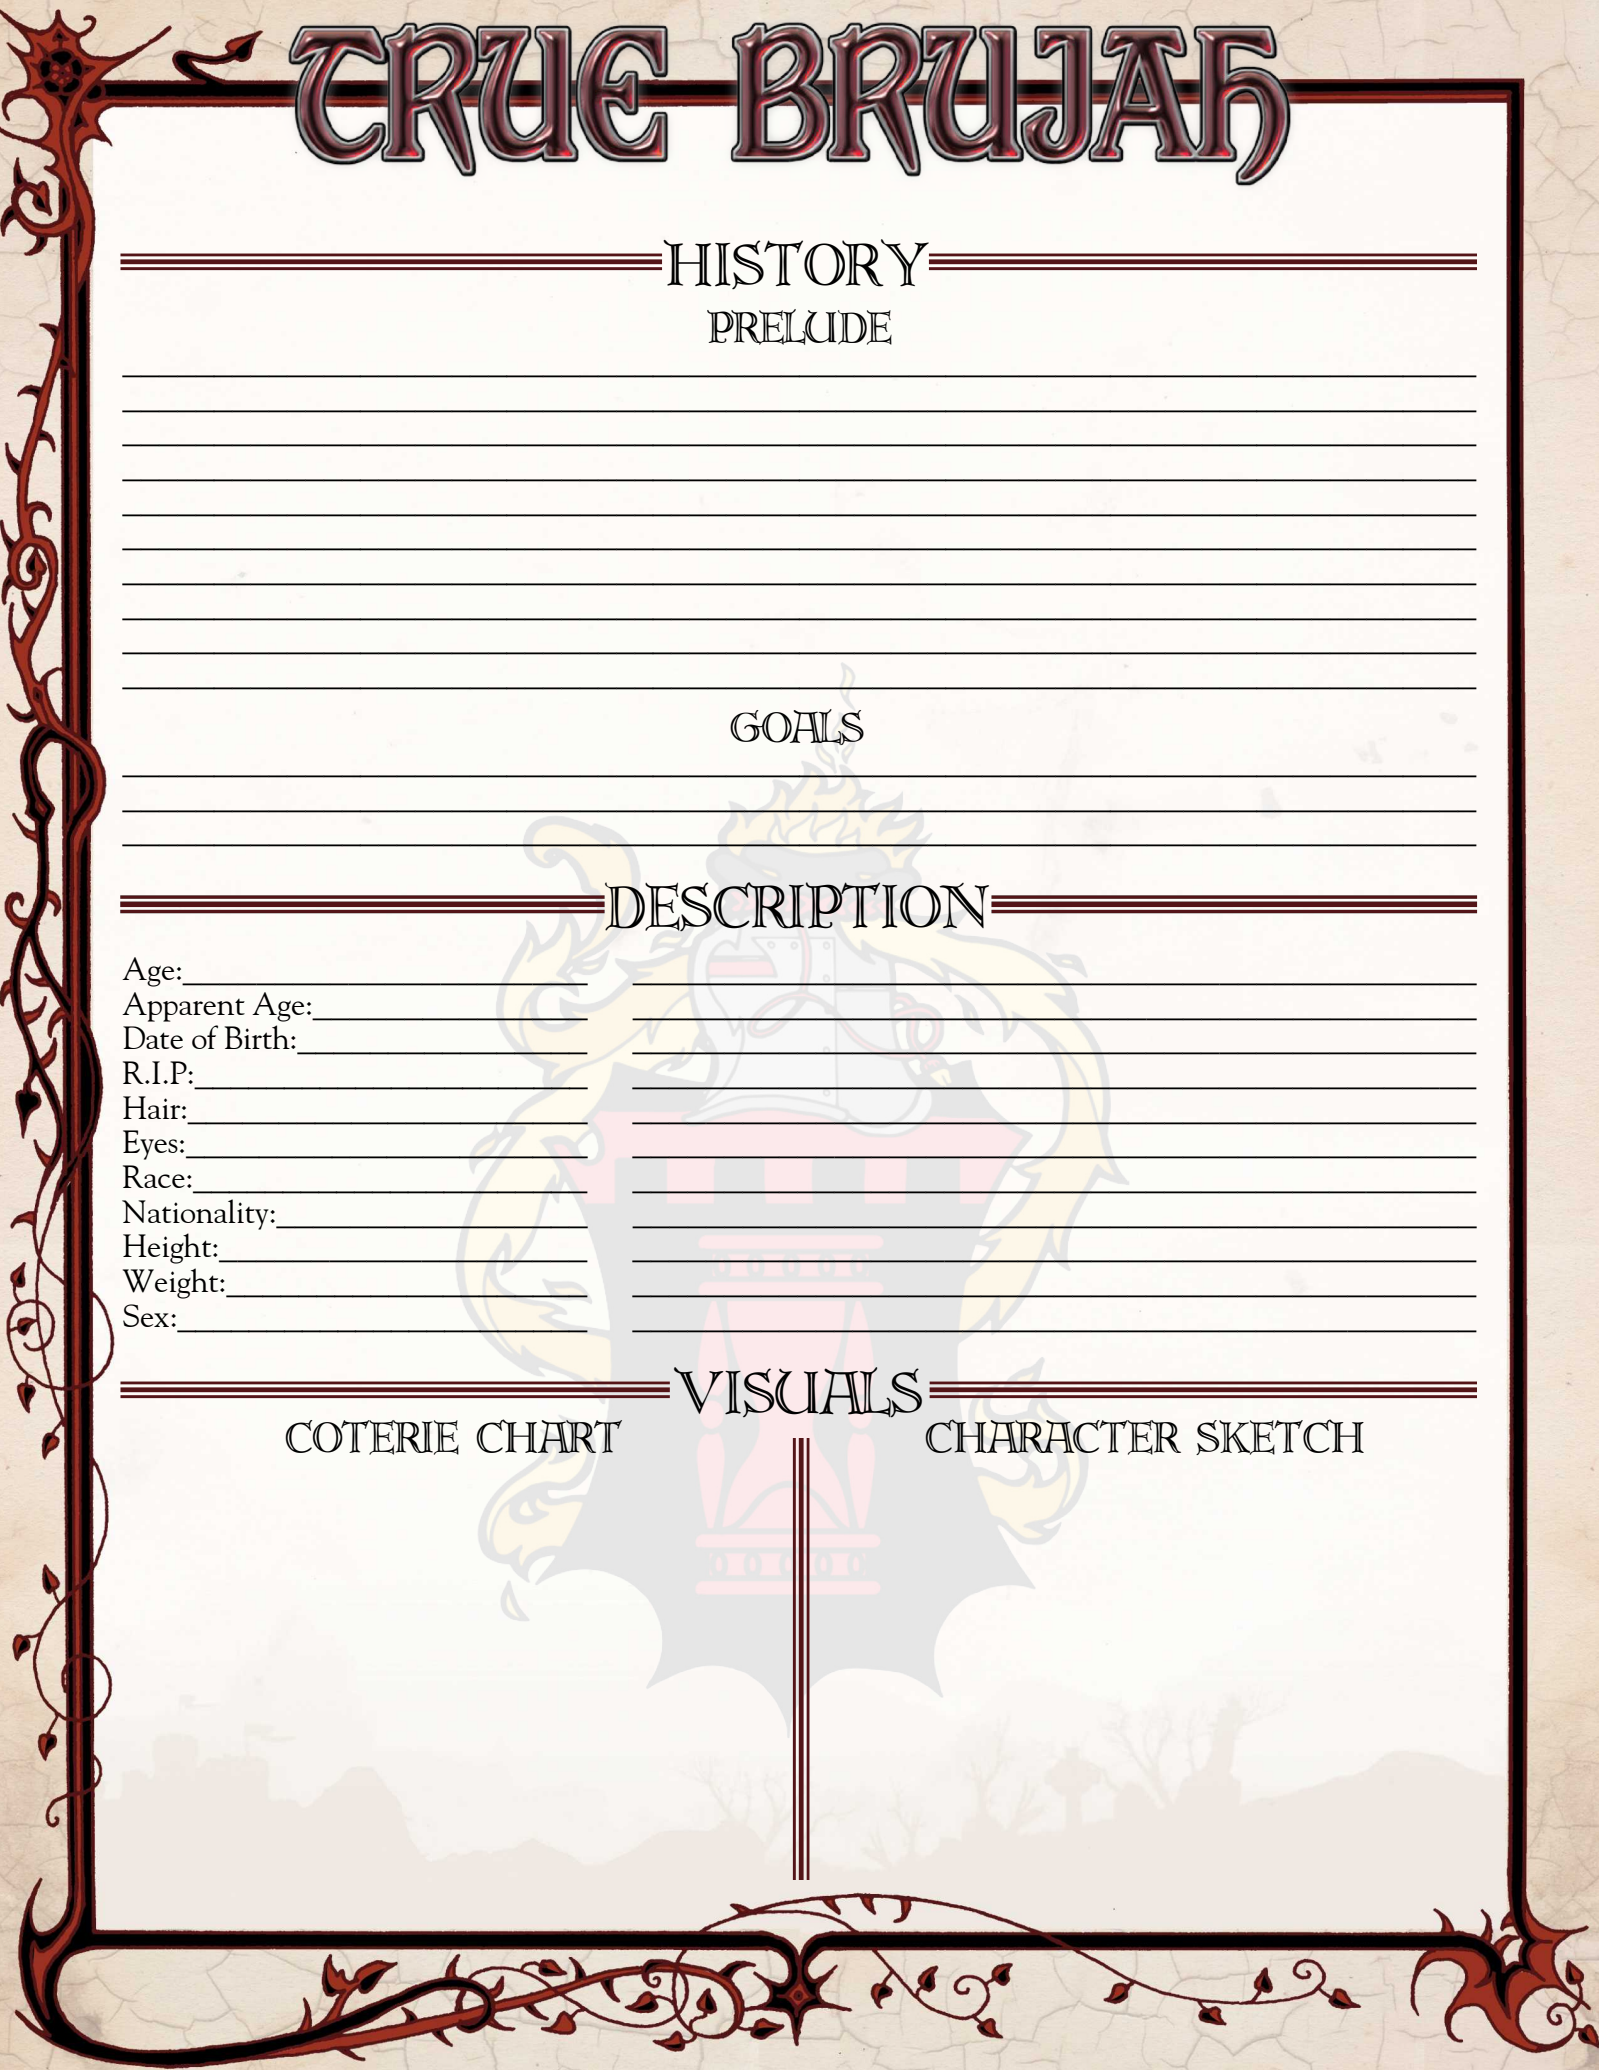 TRUE BRUJAH
HISTORY
PRELUDE
GOALS
DESCRIPTION
Age:
Apparent Age:
Date of Birth:
R.I.P:
Hair:
Eyes:
Race:
Nationality:
Height:
Weight:
Sex:
VISUALS
COTERIE CHART CHARACTER SKETCH